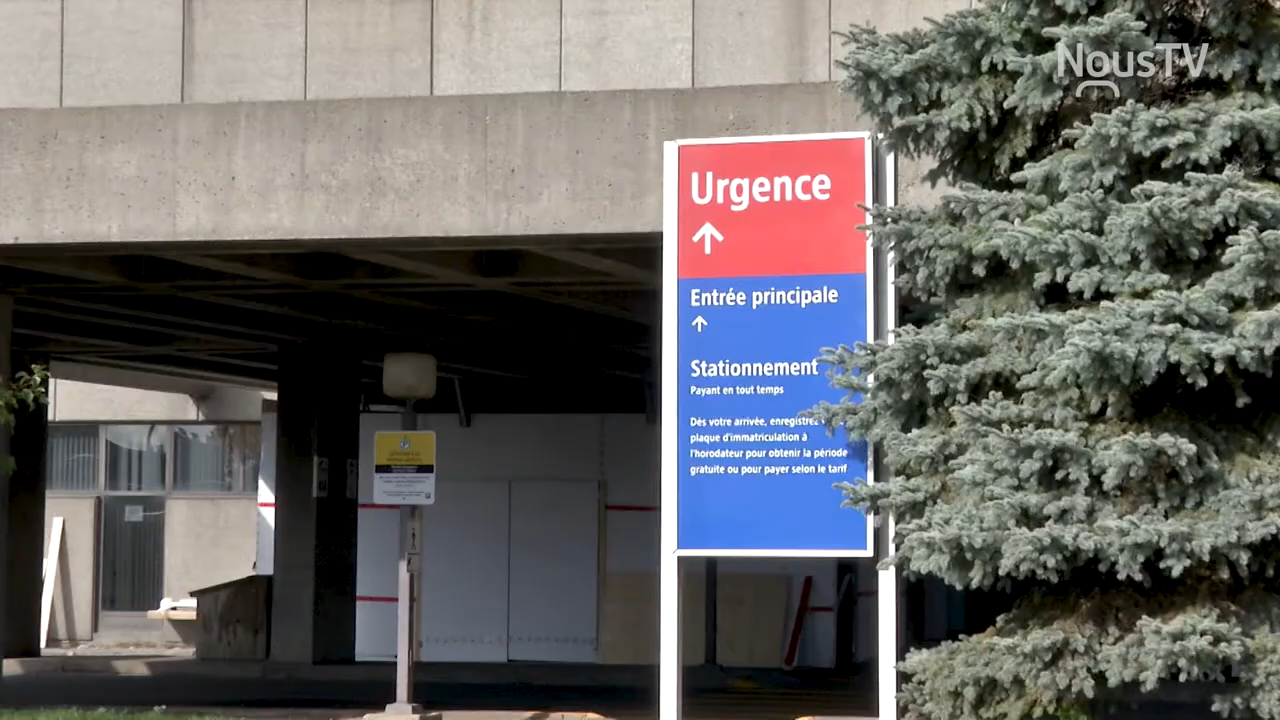 NousTV
Urgence
Entrée principale
Stationnement
Payant en tout temps
Dès votre arrivée, enregistrez
plaque d'immatriculation à
l'horodateur pour obtenir la période
gratuite ou pour payer selon le tarif